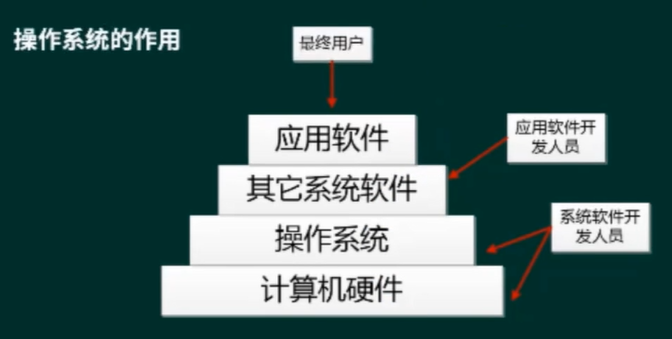 操作系统的作用
最终用户
应用软件
应用软件开
发人员
其它系统软件
系统软件开
发人员
操作系统
计算机硬件